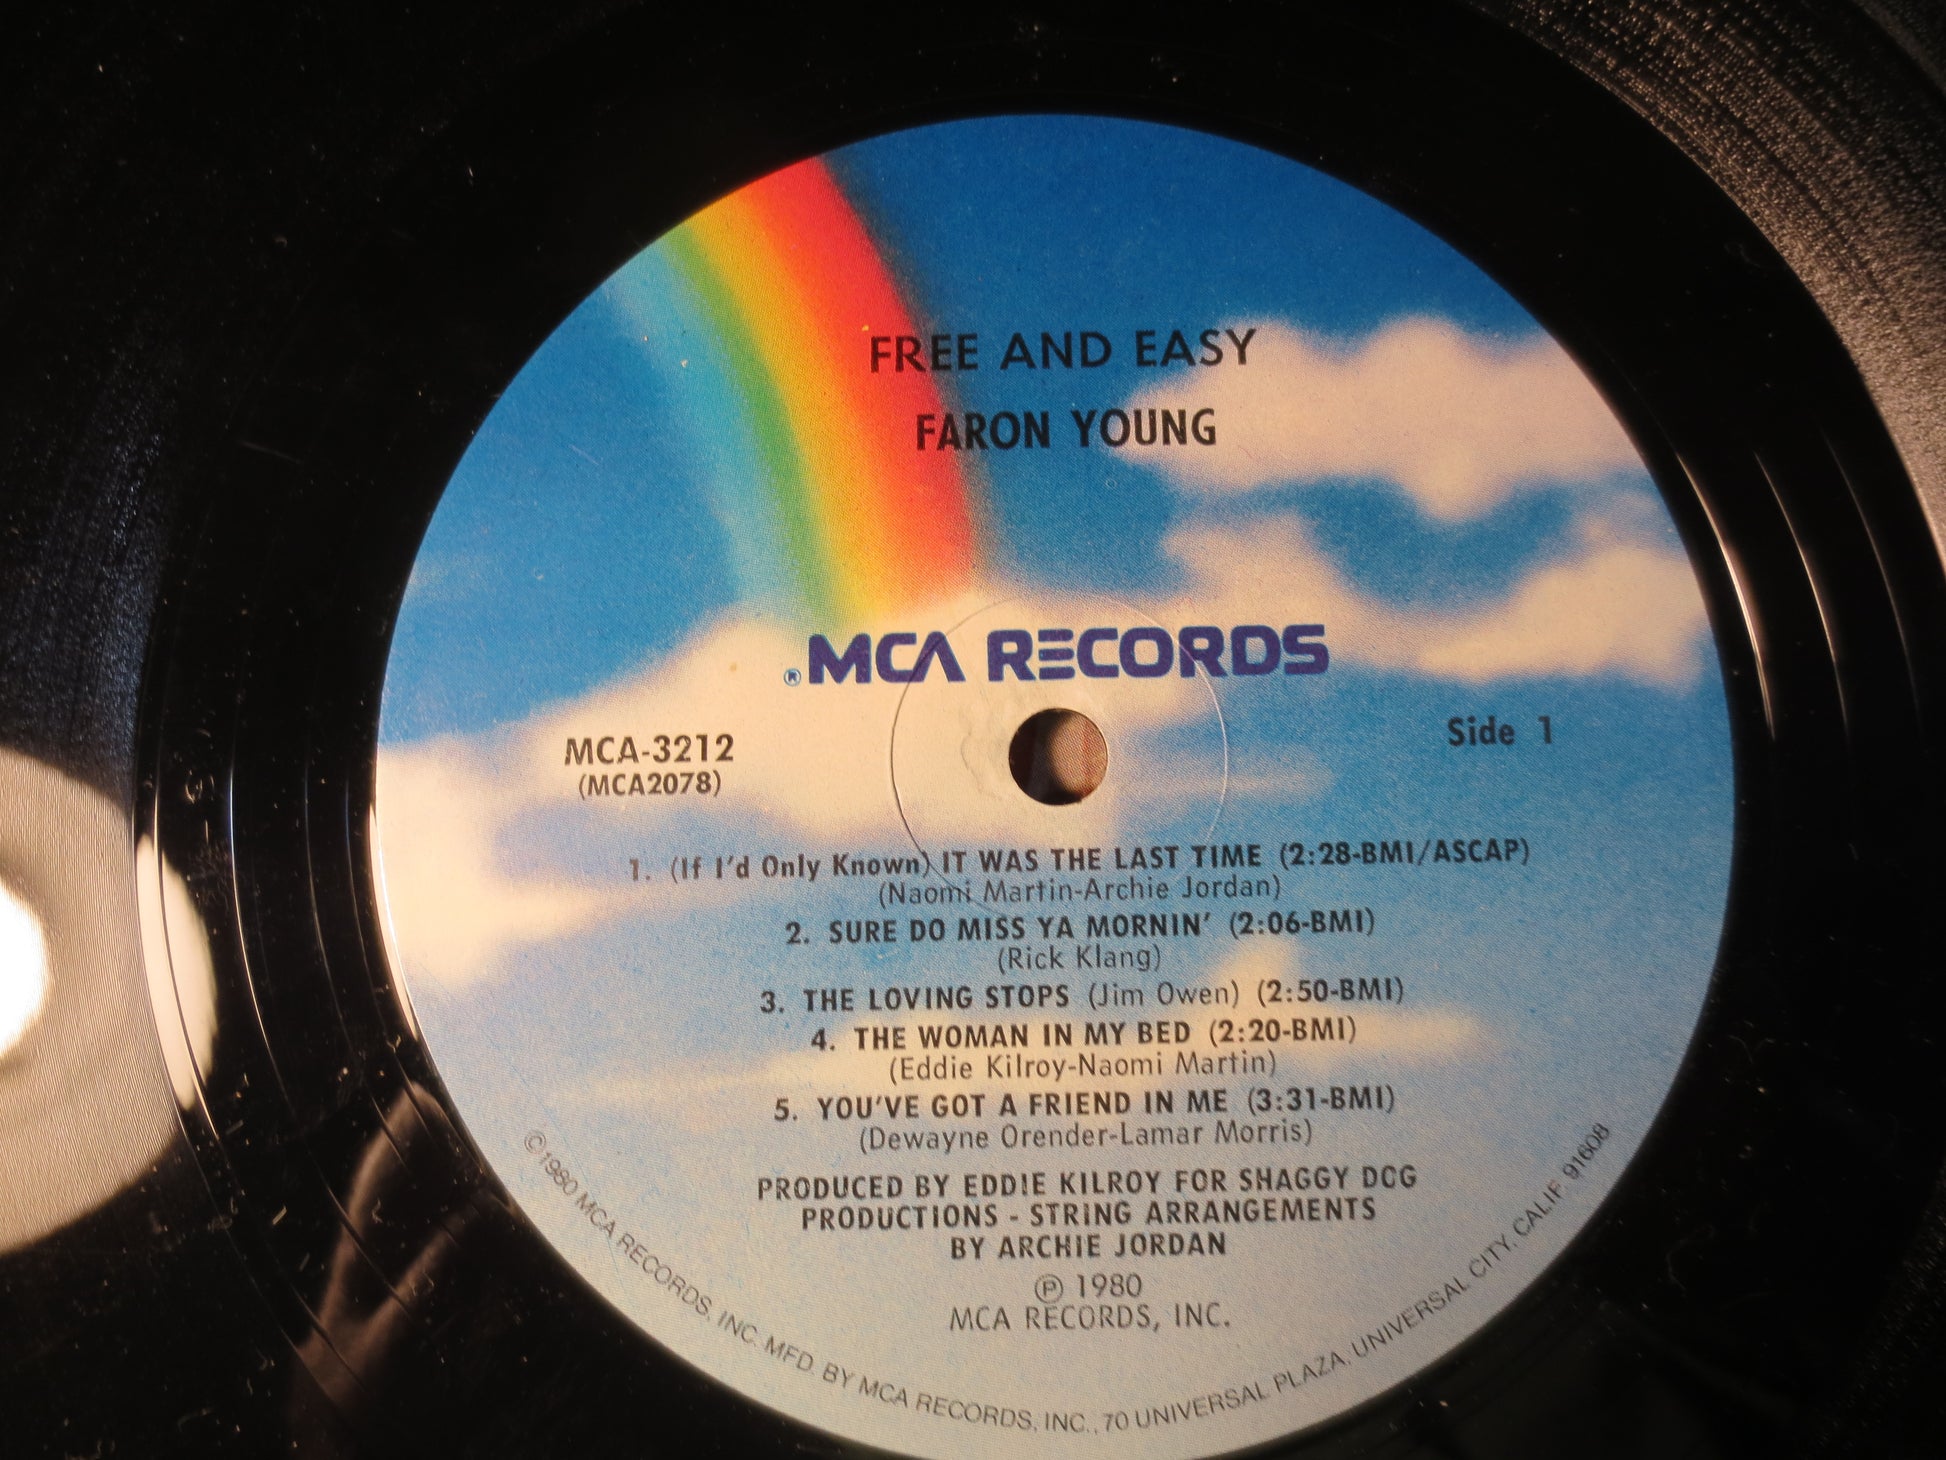 FREE AND EASY
FARON YOUNG
® MCA RECORDS
MCA-3212
(MCA2078)
Side 1
1. (If I'd Only Known) IT WAS THE LAST TIME (2:28-BMI/ASCAP)
(Naomi Martin-Archie Jordan)
2. SURE DO MISS YA MORNIN' (2:06-BMI)
(Rick Klang)
3. THE LOVING STOPS (Jim Owen) (2:50-BMI)
4. THE WOMAN IN MY BED (2:20-BMI)
(Eddie Kilroy-Naomi Martin)
5. YOU'VE GOT A FRIEND IN ME (3:31-BMI)
(Dewayne Orender-Lamar Morris)
PRODUCED BY EDDIE KILROY FOR SHAGGY DOG
PRODUCTIONS - STRING ARRANGEMENTS
BY ARCHIE JORDAN
℗ 1980
MCA RECORDS, INC.
©1980 MCA RECORDS, INC. MFD. BY MCA RECORDS, INC., 70 UNIVERSAL PLAZA, UNIVERSAL CITY, CALIF 91608